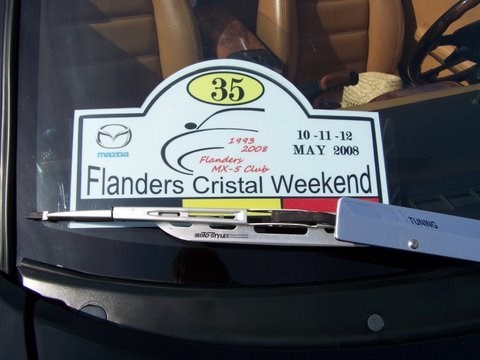 35
1993
2008
10-11-12
MAY 2008
mazda
Flanders
MX-5 Club
Flanders Cristal Weekend
TUNING